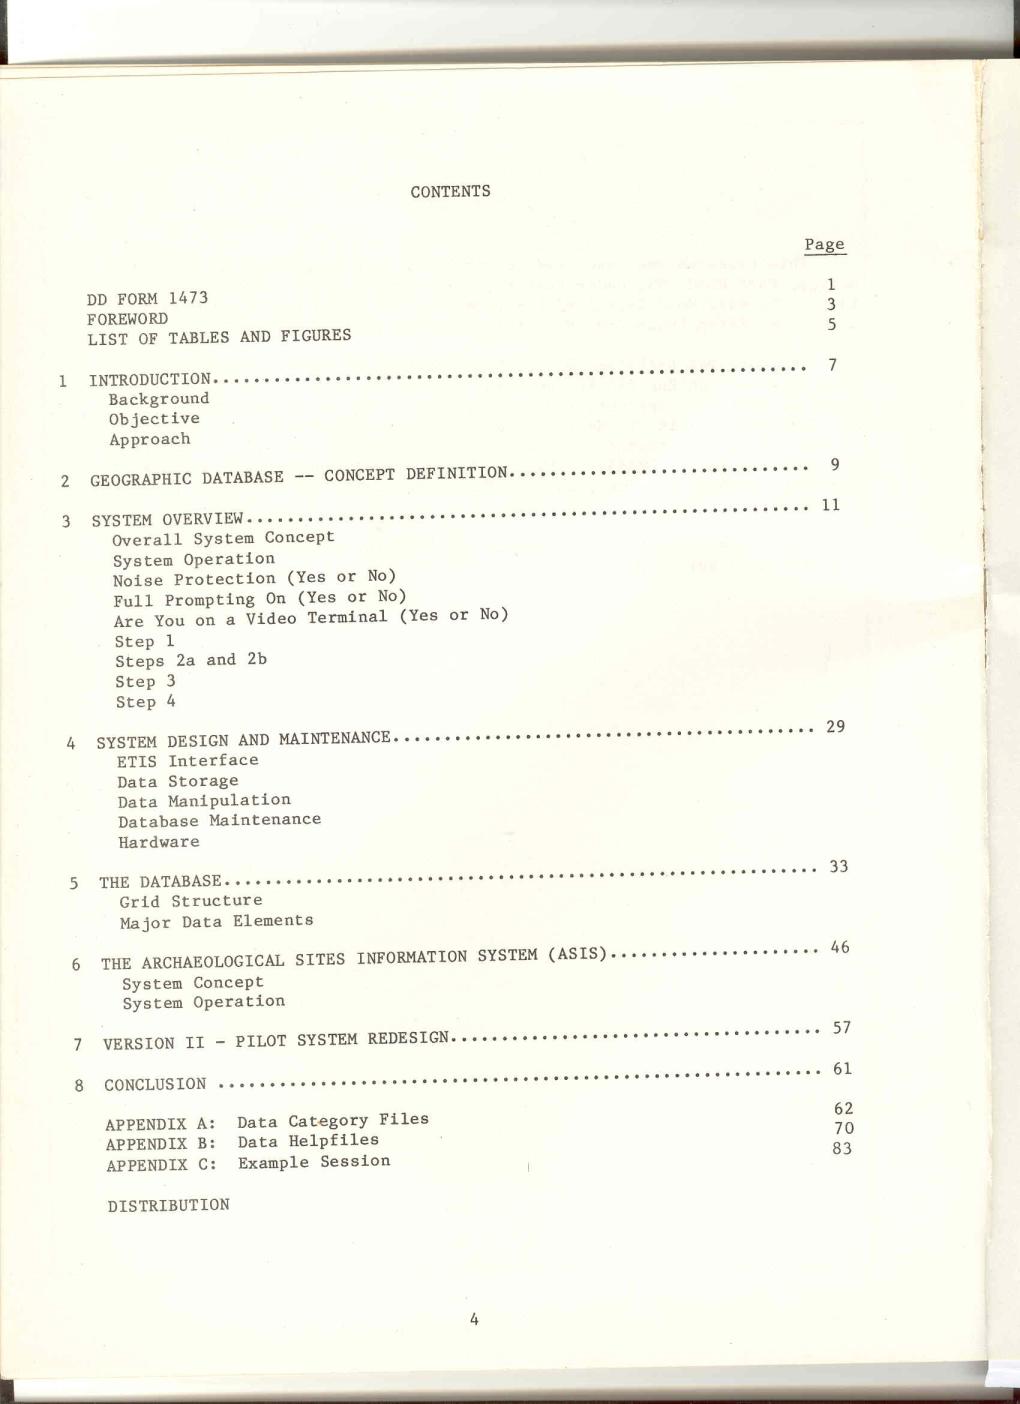 CONTENTS
Page
DD FORM 1473 1
FOREWORD 3
LIST OF TABLES AND FIGURES 5
1 INTRODUCTION........................................................... 7
Background
Objective
Approach
2 GEOGRAPHIC DATABASE -- CONCEPT DEFINITION.............................. 9
3 SYSTEM OVERVIEW........................................................ 11
Overall System Concept
System Operation
Noise Protection (Yes or No)
Full Prompting On (Yes or No)
Are You on a Video Terminal (Yes or No)
Step 1
Steps 2a and 2b
Step 3
Step 4
4 SYSTEM DESIGN AND MAINTENANCE.......................................... 29
ETIS Interface
Data Storage
Data Manipulation
Database Maintenance
Hardware
5 THE DATABASE........................................................... 33
Grid Structure
Major Data Elements
6 THE ARCHAEOLOGICAL SITES INFORMATION SYSTEM (ASIS)..................... 46
System Concept
System Operation
7 VERSION II - PILOT SYSTEM REDESIGN..................................... 57
8 CONCLUSION ............................................................ 61
APPENDIX A: Data Category Files 62
APPENDIX B: Data Helpfiles 70
APPENDIX C: Example Session 83
DISTRIBUTION
4